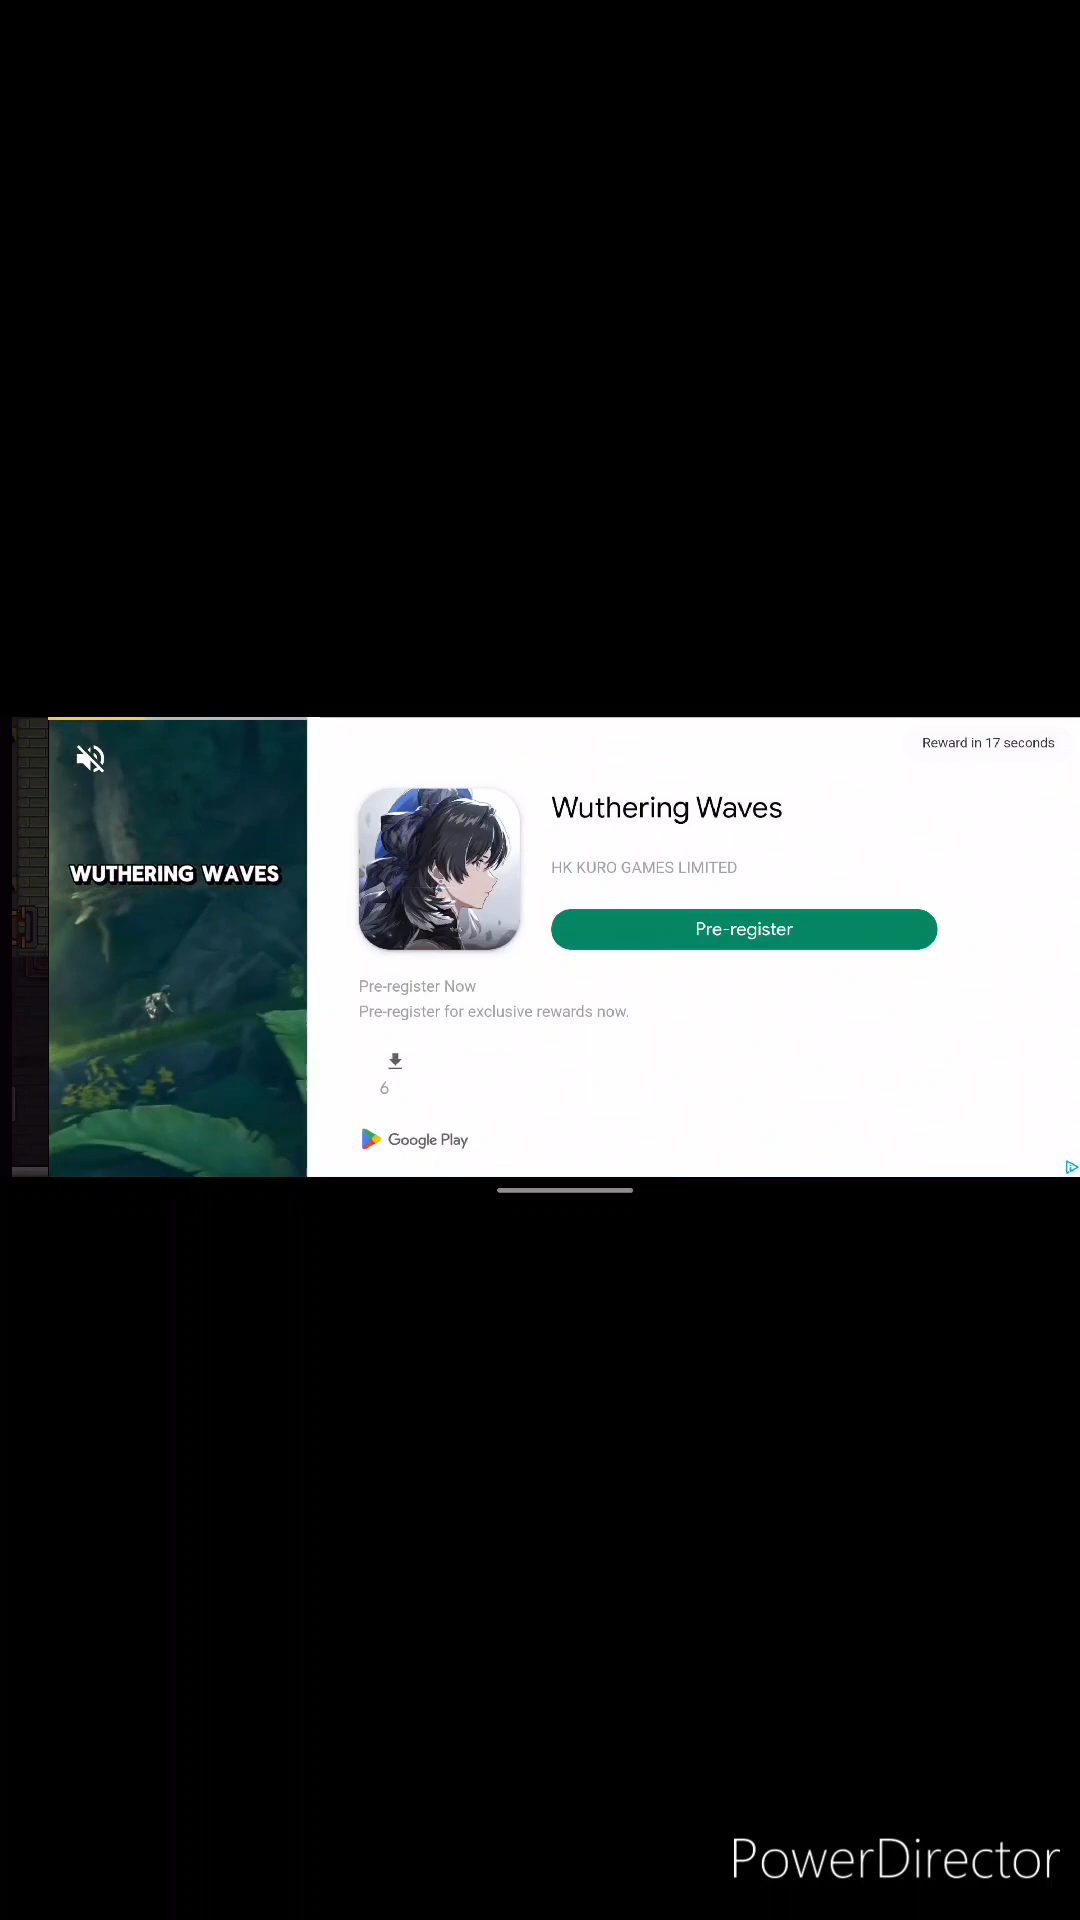 Reward in 17 seconds
WUTHERING WAVES
Wuthering Waves
HK KURO GAMES LIMITED
Pre-register
Pre-register Now
Pre-register for exclusive rewards now.
6
Google Play
PowerDirector